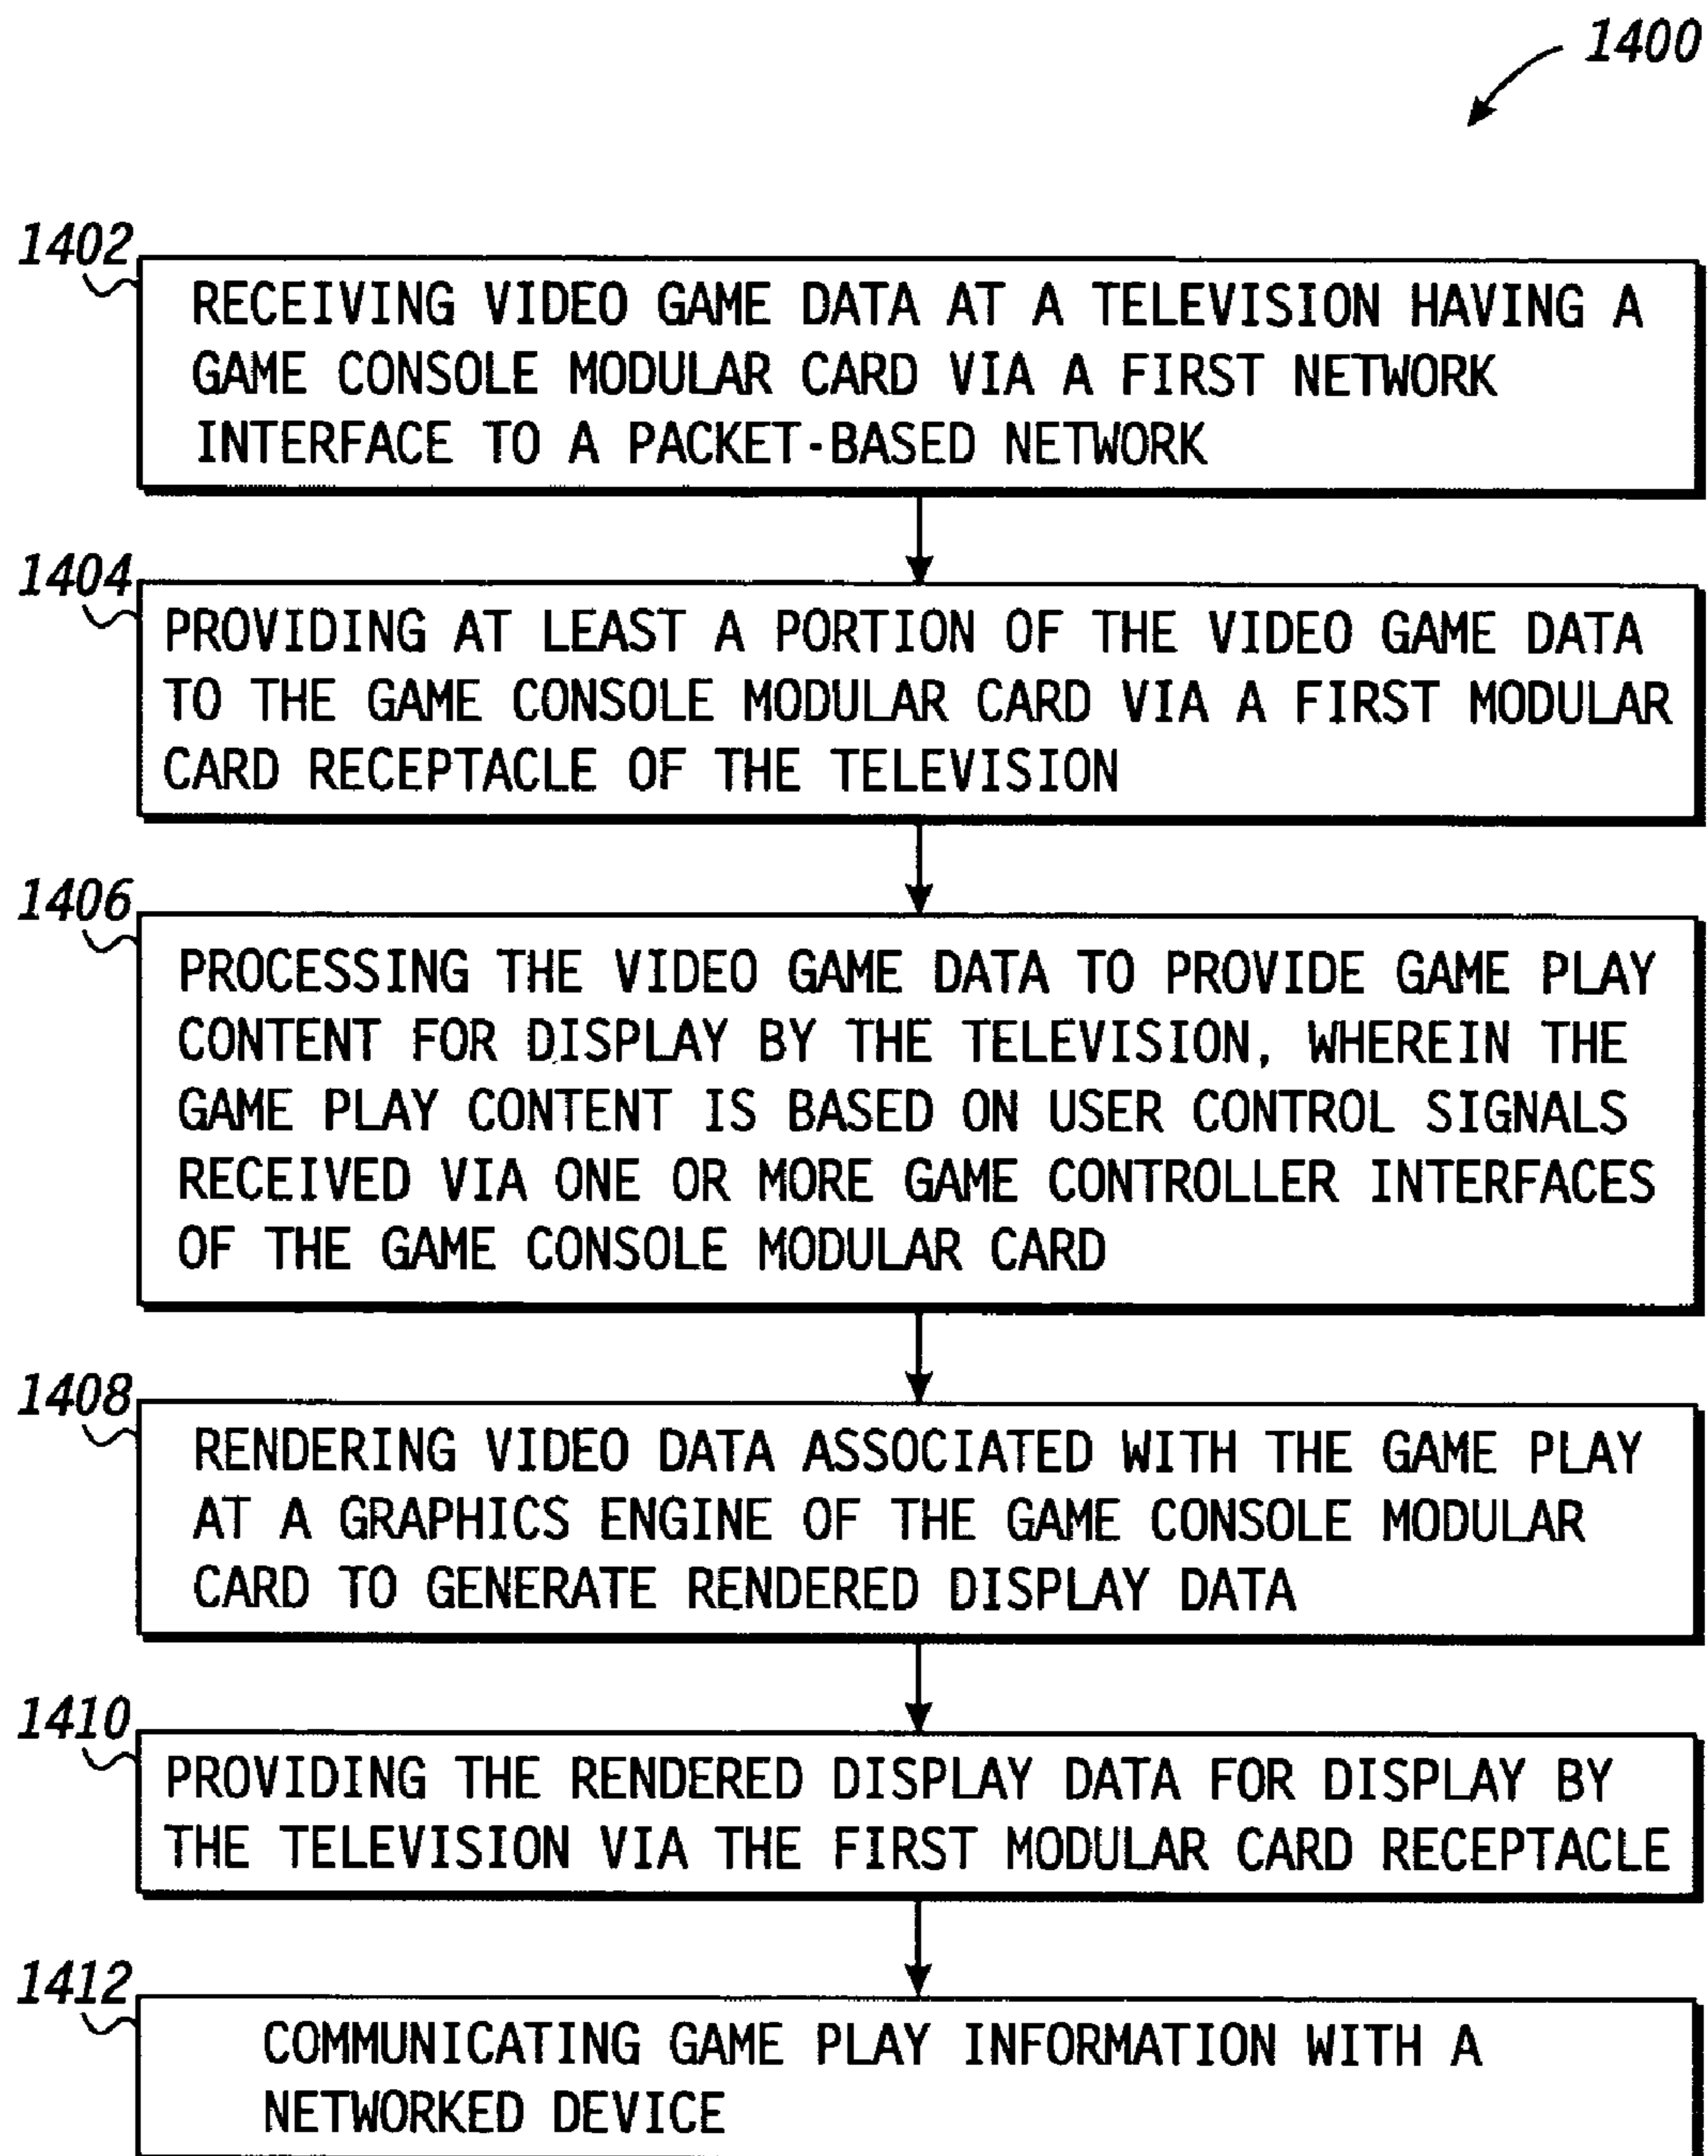 1400
1402
RECEIVING VIDEO GAME DATA AT A TELEVISION HAVING A
GAME CONSOLE MODULAR CARD VIA A FIRST NETWORK
INTERFACE TO A PACKET-BASED NETWORK
1404
PROVIDING AT LEAST A PORTION OF THE VIDEO GAME DATA
TO THE GAME CONSOLE MODULAR CARD VIA A FIRST MODULAR
CARD RECEPTACLE OF THE TELEVISION
1406
PROCESSING THE VIDEO GAME DATA TO PROVIDE GAME PLAY
CONTENT FOR DISPLAY BY THE TELEVISION, WHEREIN THE
GAME PLAY CONTENT IS BASED ON USER CONTROL SIGNALS
RECEIVED VIA ONE OR MORE GAME CONTROLLER INTERFACES
OF THE GAME CONSOLE MODULAR CARD
1408
RENDERING VIDEO DATA ASSOCIATED WITH THE GAME PLAY
AT A GRAPHICS ENGINE OF THE GAME CONSOLE MODULAR
CARD TO GENERATE RENDERED DISPLAY DATA
1410
PROVIDING THE RENDERED DISPLAY DATA FOR DISPLAY BY
THE TELEVISION VIA THE FIRST MODULAR CARD RECEPTACLE
1412
COMMUNICATING GAME PLAY INFORMATION WITH A
NETWORKED DEVICE